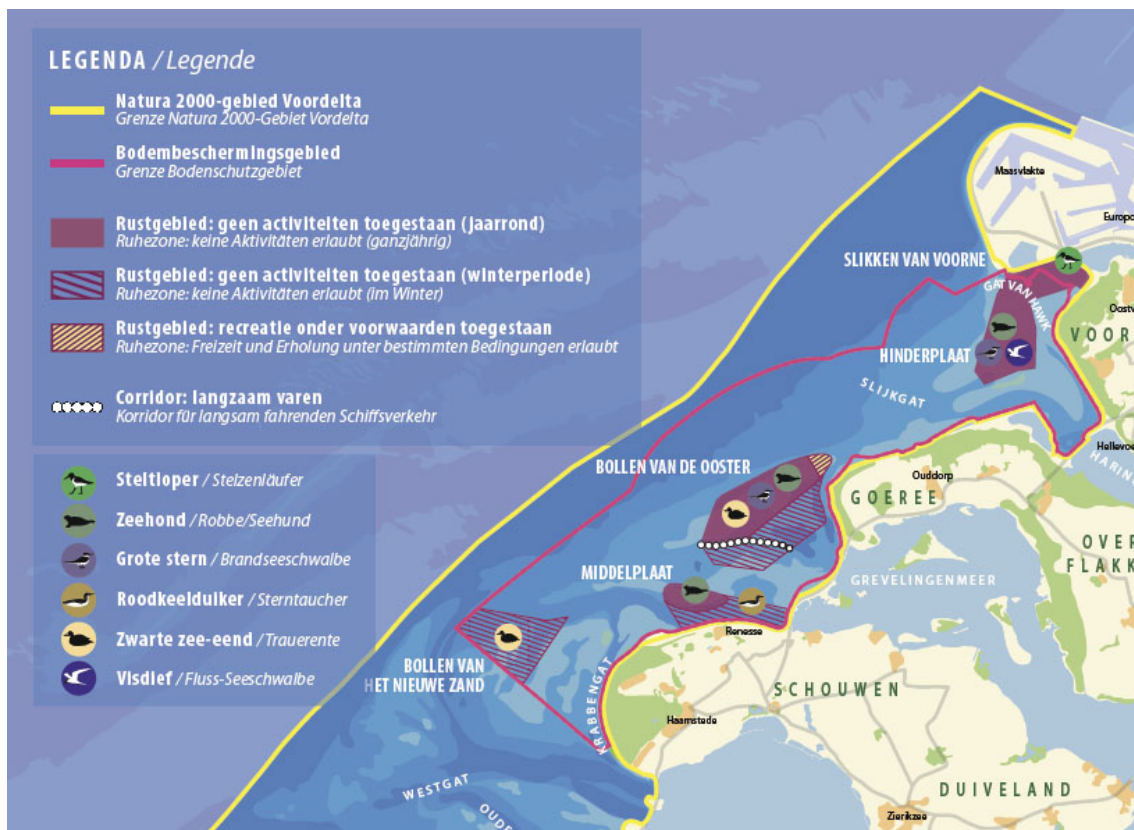 LEGENDA / Legende
Natura 2000-gebied Voordelta
Grenze Natura 2000-Gebiet Vordelta
Bodembeschermingsgebied
Grenze Bodenschutzgebiet
Rustgebied: geen activiteiten toegestaan (jaarrond)
Ruhezone: keine Aktivitäten erlaubt (ganzjährig)
Rustgebied: geen activiteiten toegestaan (winterperiode)
Ruhezone: keine Aktivitäten erlaubt (im Winter)
Rustgebied: recreatie onder voorwaarden toegestaan
Ruhezone: Freizeit und Erholung unter bestimmten Bedingungen erlaubt
Corridor: langzaam varen
Korridor für langsam fahrenden Schiffsverkehr
Steltloper / Stelzenläufer
Zeehond / Robbe/Seehund
Grote stern / Brandseeschwalbe
Roodkeelduiker / Sterntaucher
Zwarte zee-eend / Trauerente
Visdief / Fluss-Seeschwalbe
Maasvlakte
Europo
SLIKKEN VAN VOORNE
GAT VAN HAWK
Oostv
VOOR
HINDERPLAAT
SLIJKGAT
Hellevoe
HARIN
BOLLEN VAN DE OOSTER
Ouddorp
GOEREE
OVER
FLAKK
MIDDELPLAAT
GREVELINGENMEER
Renesse
BOLLEN VAN
HET NIEUWE ZAND
KRABBENGAT
SCHOUWEN
Haamstede
WESTGAT
OUDE
DUIVELAND
Zierikzee